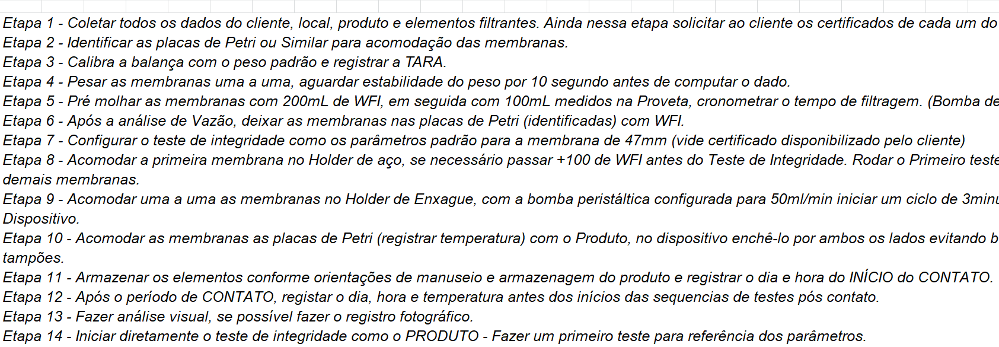 Etapa 1 - Coletar todos os dados do cliente, local, produto e elementos filtrantes. Ainda nessa etapa solicitar ao cliente os certificados de cada um do
Etapa 2 - Identificar as placas de Petri ou Similar para acomodação das membranas.
Etapa 3 - Calibra a balança com o peso padrão e registrar a TARA.
Etapa 4 - Pesar as membranas uma a uma, aguardar estabilidade do peso por 10 segundo antes de computar o dado.
Etapa 5 - Pré molhar as membranas com 200mL de WFI, em seguida com 100mL medidos na Proveta, cronometrar o tempo de filtragem. (Bomba de
Etapa 6 - Após a análise de Vazão, deixar as membranas nas placas de Petri (identificadas) com WFI.
Etapa 7 - Configurar o teste de integridade como os parâmetros padrão para a membrana de 47mm (vide certificado disponibilizado pelo cliente)
Etapa 8 - Acomodar a primeira membrana no Holder de aço, se necessário passar +100 de WFI antes do Teste de Integridade. Rodar o Primeiro teste
demais membranas.
Etapa 9 - Acomodar uma a uma as membranas no Holder de Enxague, com a bomba peristáltica configurada para 50ml/min iniciar um ciclo de 3minu
Dispositivo.
Etapa 10 - Acomodar as membranas as placas de Petri (registrar temperatura) com o Produto, no dispositivo enchê-lo por ambos os lados evitando b
tampões.
Etapa 11 - Armazenar os elementos conforme orientações de manuseio e armazenagem do produto e registrar o dia e hora do INÍCIO do CONTATO.
Etapa 12 - Após o período de CONTATO, registar o dia, hora e temperatura antes dos inícios das sequencias de testes pós contato.
Etapa 13 - Fazer análise visual, se possível fazer o registro fotográfico.
Etapa 14 - Iniciar diretamente o teste de integridade como o PRODUTO - Fazer um primeiro teste para referência dos parâmetros.